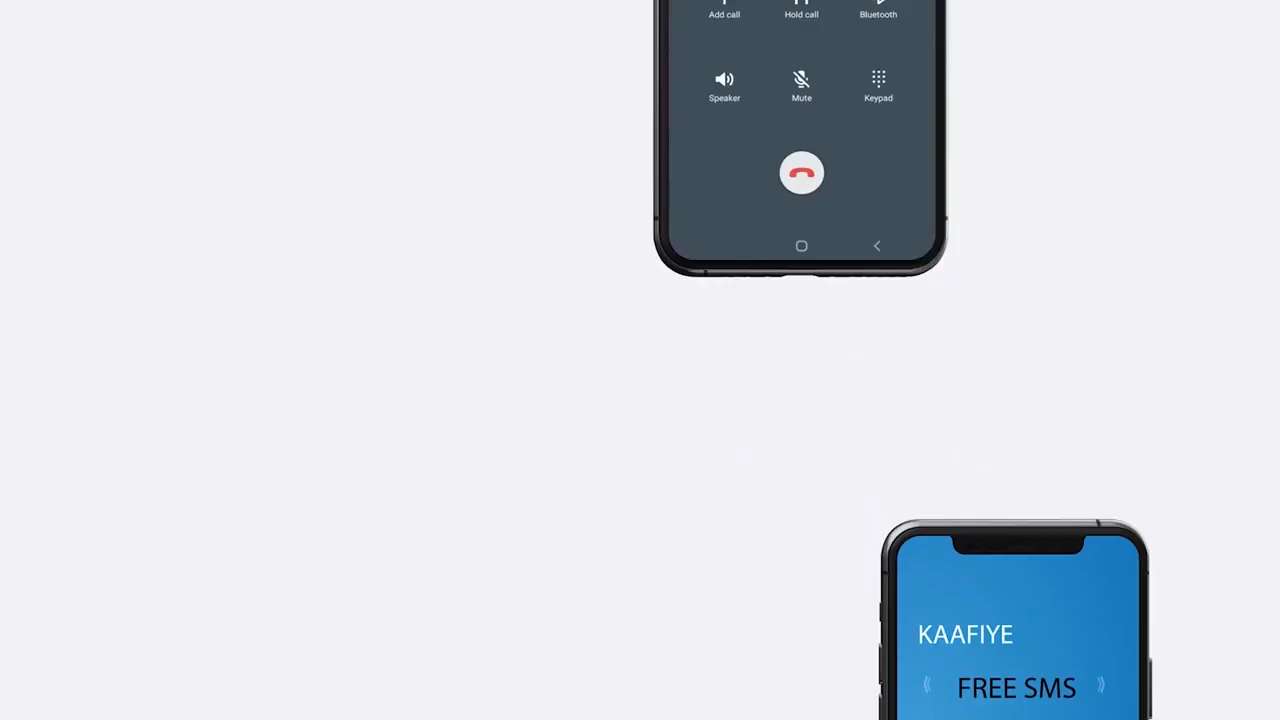 Add call Hold call Bluetooth
Speaker Mute Keypad
KAAFIYE
FREE SMS